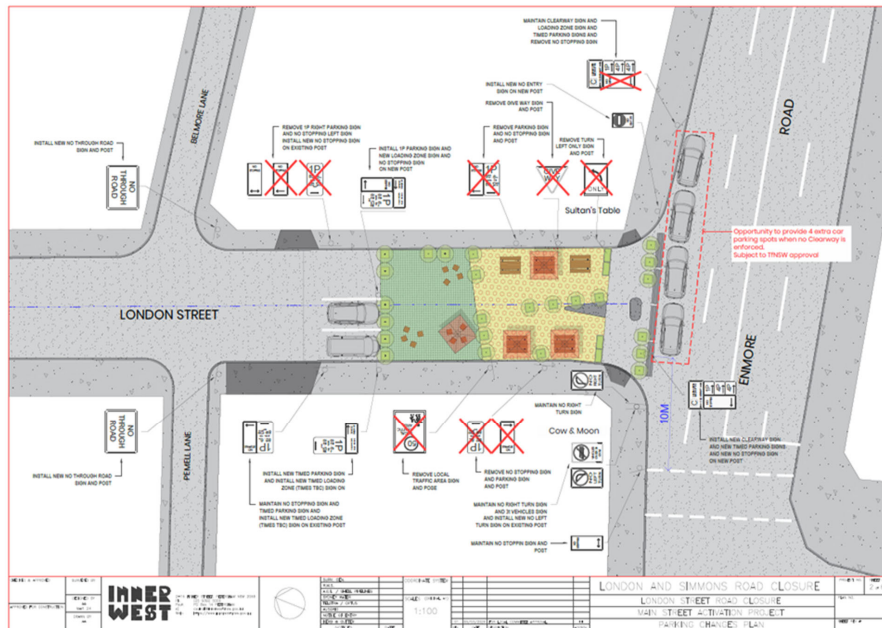 MAINTAIN CLEARWAY SIGN AND
LOADING ZONE SIGN AND
TIMED PARKING SIGNS AND
REMOVE NO STOPPING SIGN
INSTALL NEW NO ENTRY
SIGN ON NEW POST
REMOVE GIVE WAY SIGN
AND POST
BELMORE LANE
ROAD
INSTALL NEW NO THROUGH ROAD
SIGN AND POST
NO
THROUGH
ROAD
REMOVE 1P RIGHT PARKING SIGN
AND NO STOPPING LEFT SIGN
INSTALL NEW NO STOPPING SIGN
ON EXISTING POST
INSTALL 1P PARKING SIGN AND
NEW LOADING ZONE SIGN AND
NO STOPPING SIGN
ON NEW POST
REMOVE PARKING SIGN
AND NO STOPPING SIGN
AND POST
REMOVE TURN
LEFT ONLY SIGN
AND POST
1P
1P
ONLY
Sultan's Table
Opportunity to provide 4 extra car
parking spots when no Clearway is
enforced.
Subject to TfNSW approval
LONDON STREET
ENMORE
PEMELL LANE
NO
THROUGH
ROAD
INSTALL NEW NO THROUGH ROAD
SIGN AND POST
MAINTAIN NO RIGHT
TURN SIGN
Cow & Moon
10M
INSTALL NEW CLEARWAY SIGN
AND NEW TIMED PARKING SIGNS
AND NEW NO STOPPING SIGN
ON NEW POST
1P
1P
50
INSTALL NEW TIMED PARKING SIGN
AND INSTALL NEW TIMED LOADING
ZONE (TIMES TBC) SIGN ON
MAINTAIN NO STOPPING SIGN AND
TIMED PARKING SIGN AND
INSTALL NEW TIMED LOADING ZONE
(TIMES TBC) SIGN ON EXISTING POST
REMOVE LOCAL
TRAFFIC AREA SIGN
AND POSE
REMOVE NO STOPPING
AND PARKING SIGN
AND POST
MAINTAIN NO RIGHT TURN SIGN
AND 3t VEHICLES SIGN
AND INSTALL NEW NO LEFT
TURN SIGN ON EXISTING POST
MAINTAIN NO STOPPIN SIGN AND
POST
INNER
WEST
1:100
LONDON AND SIMMONS ROAD CLOSURE
LONDON STREET ROAD CLOSURE
MAIN STREET ACTIVATION PROJECT
PARKING CHANGES PLAN